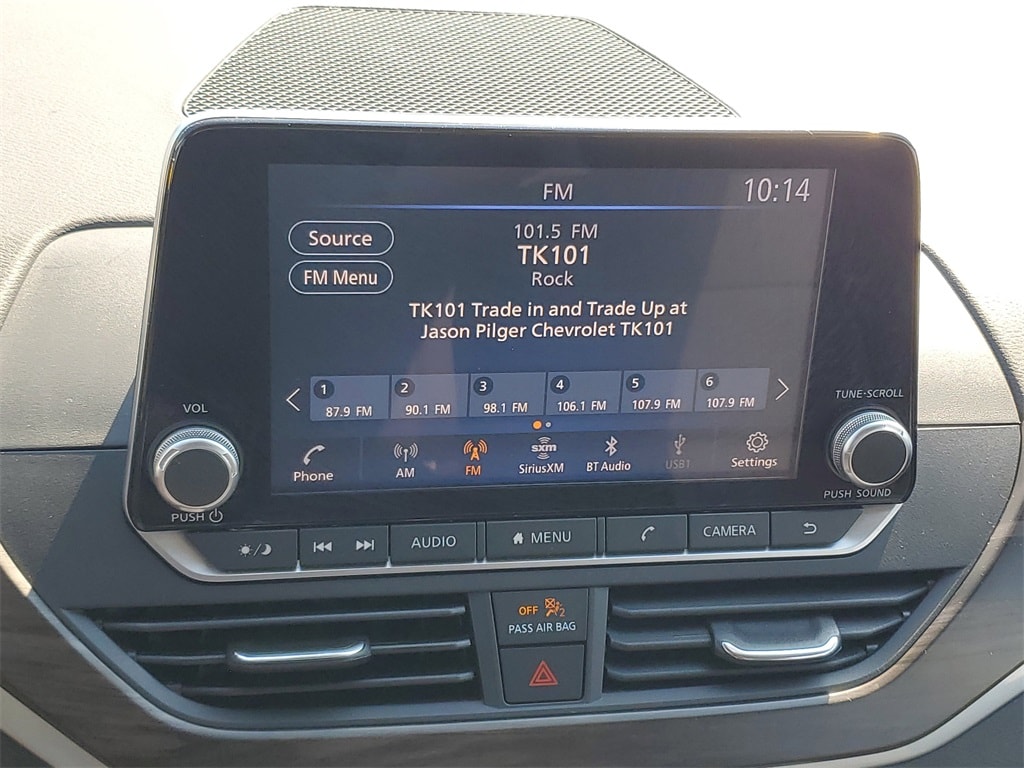 FM
10:14
Source
101.5 FM
TK101
FM Menu
Rock
TK101 Trade in and Trade Up at
Jason Pilger Chevrolet TK101
1
87.9 FM
2
90.1 FM
3
98.1 FM
4
106.1 FM
5
107.9 FM
6
107.9 FM
VOL
TUNE·SCROLL
Phone
AM
FM
sxm
SiriusXM
BT Audio
USB1
Settings
PUSH
PUSH SOUND
AUDIO
MENU
CAMERA
OFF
2
PASS AIR BAG